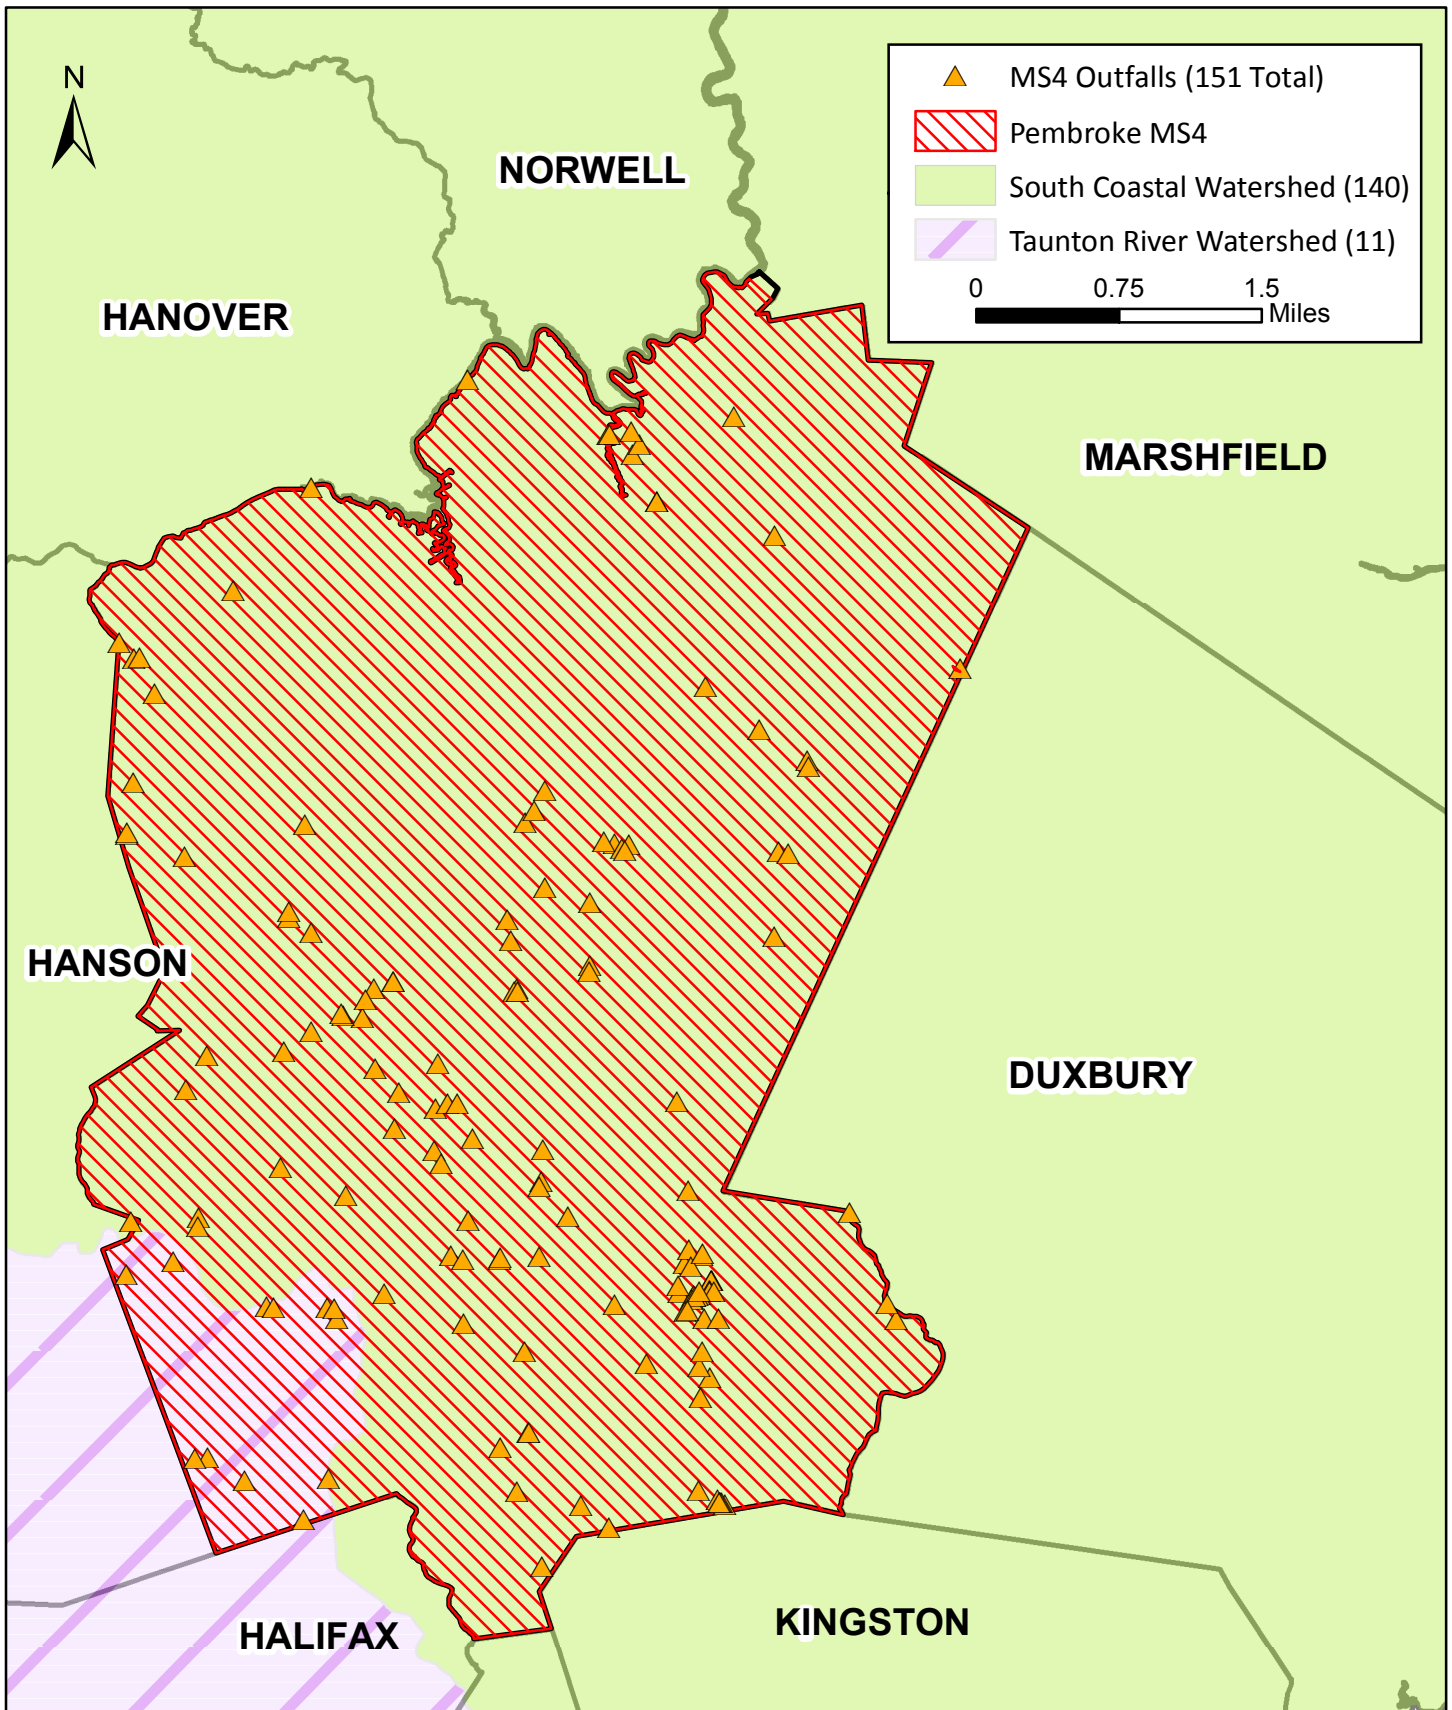 N
MS4 Outfalls (151 Total)
Pembroke MS4
South Coastal Watershed (140)
Taunton River Watershed (11)
0 0.75 1.5
Miles
NORWELL
HANOVER
MARSHFIELD
HANSON
DUXBURY
KINGSTON
HALIFAX